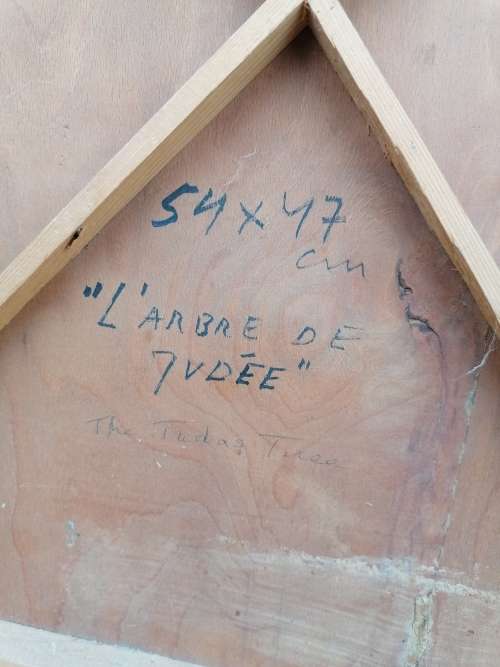 54 x 47
cm
"L'ARBRE DE
JUDÉE"
The Judas Tree